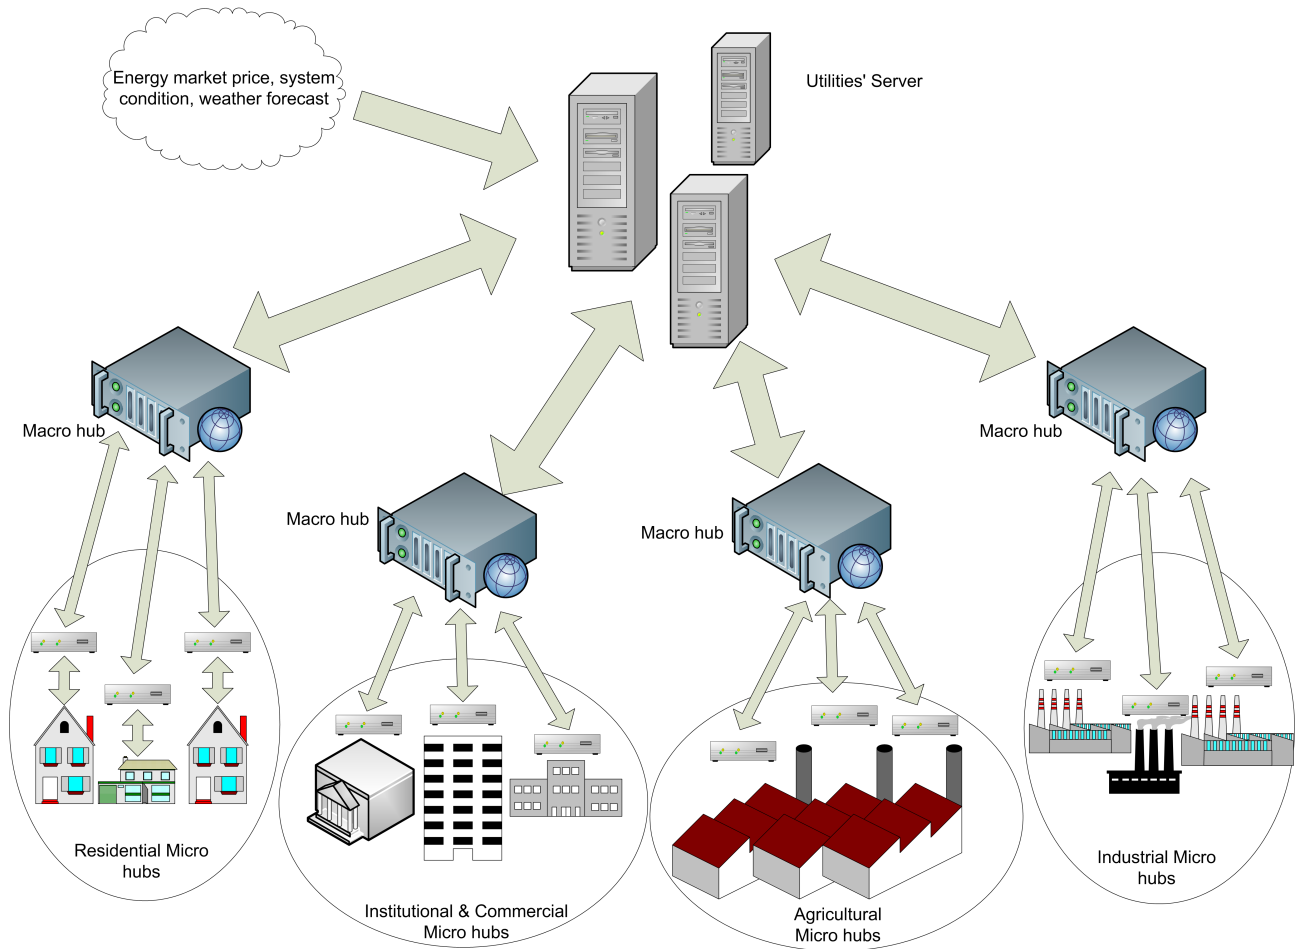 Energy market price, system
condition, weather forecast
Utilities' Server
Macro hub
Macro hub
Macro hub
Macro hub
Residential Micro
hubs
Institutional & Commercial
Micro hubs
Agricultural
Micro hubs
Industrial Micro
hubs